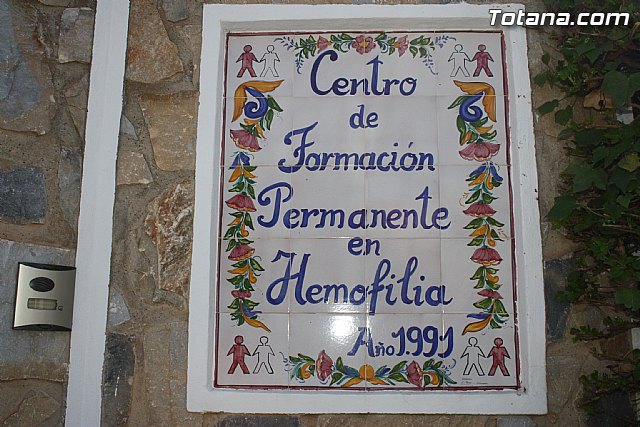 Totana.com
Centro
de
Formación
Permanente
en
Hemofilia
Año 1991